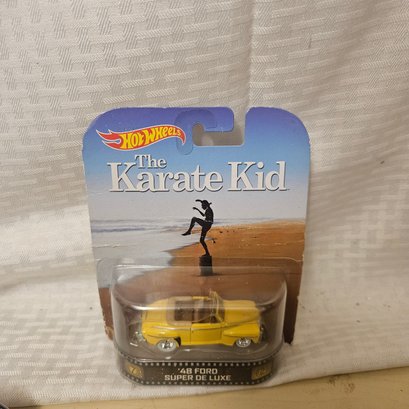 HOT WHEELS
The
Karate Kid
'48 FORD
SUPER DE LUXE